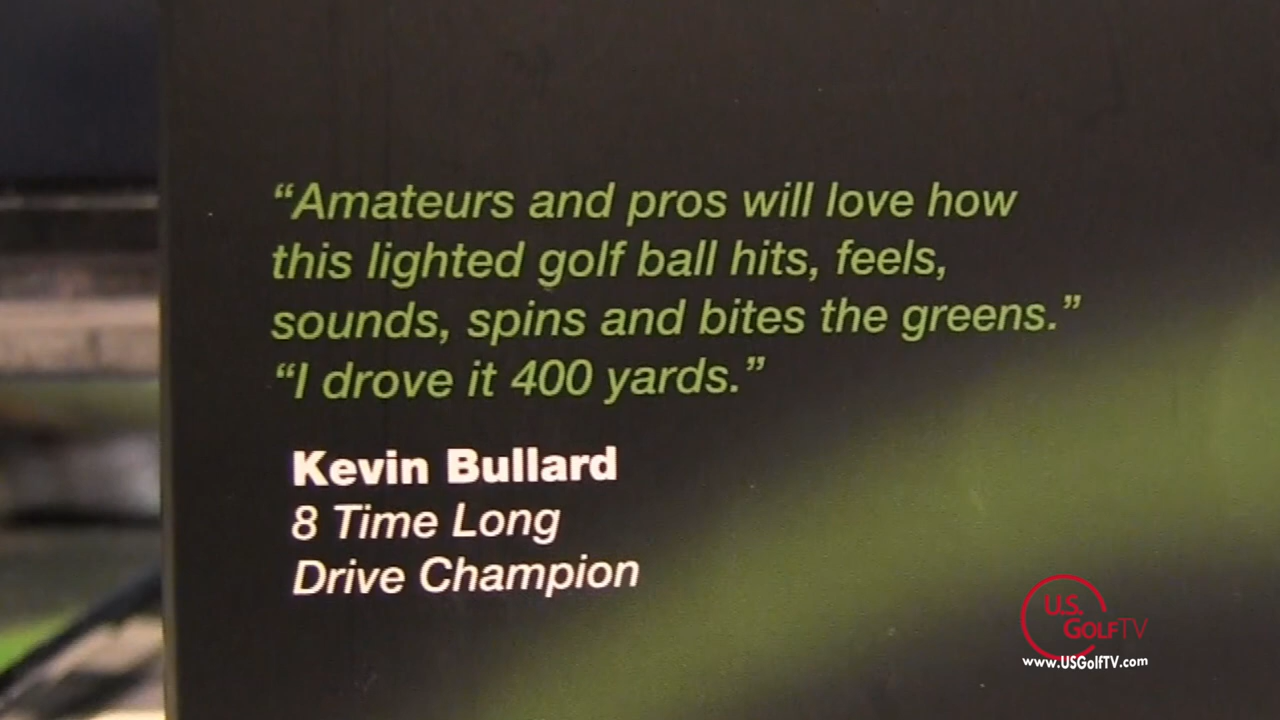 “Amateurs and pros will love how
this lighted golf ball hits, feels,
sounds, spins and bites the greens.”
“I drove it 400 yards.”
Kevin Bullard
8 Time Long
Drive Champion
U.S.
GOLFTV
www.USGolfTV.com